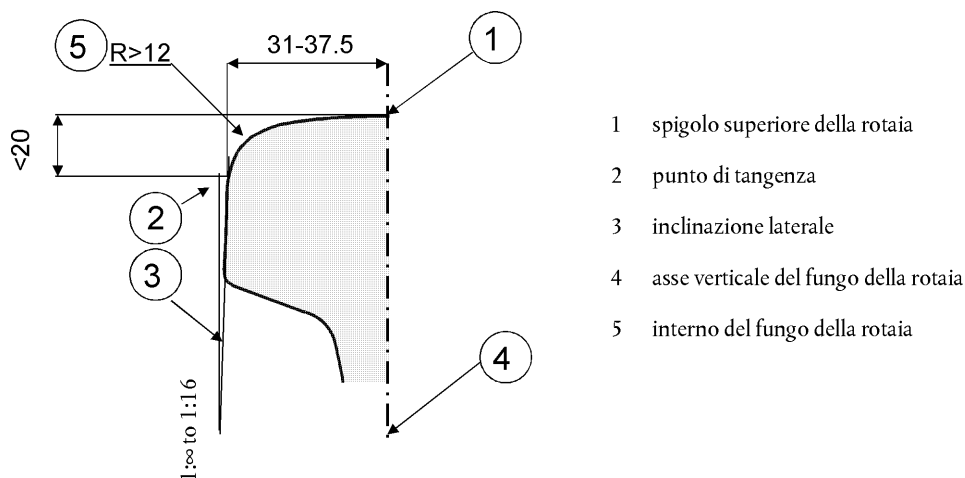 5 R>12
31-37.5
1
<20
2
3
4
1:∞ to 1:16
1 spigolo superiore della rotaia
2 punto di tangenza
3 inclinazione laterale
4 asse verticale del fungo della rotaia
5 interno del fungo della rotaia